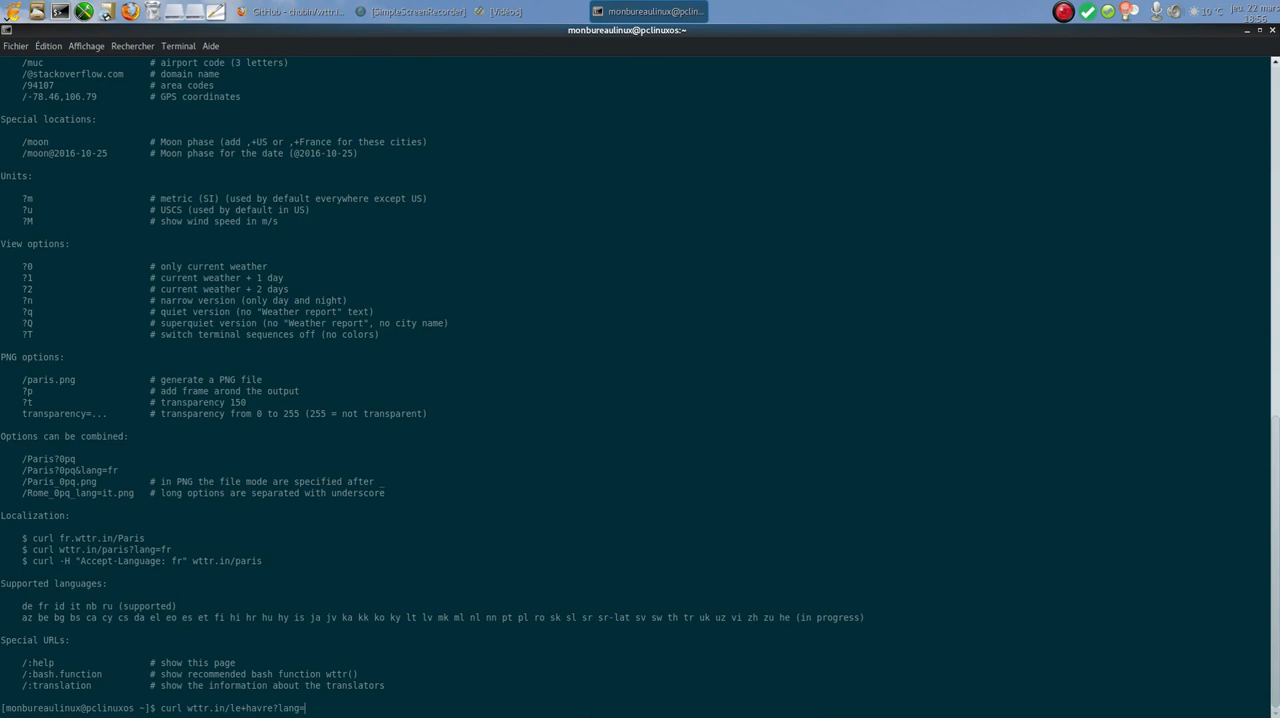 GitHub - chubin/wttr.i...
[SimpleScreenRecorder]
[Vidéos]
monbureaulinux@pclin...
10 °C
jeu. 22 mars
18:56
monbureaulinux@pclinuxos:~
Fichier Édition Affichage Rechercher Terminal Aide
/muc # airport code (3 letters)
/@stackoverflow.com # domain name
/94107 # area codes
/-78.46,106.79 # GPS coordinates
Special locations:
/moon # Moon phase (add ,+US or ,+France for these cities)
/moon@2016-10-25 # Moon phase for the date (@2016-10-25)
Units:
?m # metric (SI) (used by default everywhere except US)
?u # USCS (used by default in US)
?M # show wind speed in m/s
View options:
?0 # only current weather
?1 # current weather + 1 day
?2 # current weather + 2 days
?n # narrow version (only day and night)
?q # quiet version (no "Weather report" text)
?Q # superquiet version (no "Weather report", no city name)
?T # switch terminal sequences off (no colors)
PNG options:
/paris.png # generate a PNG file
?p # add frame arond the output
?t # transparency 150
transparency=... # transparency from 0 to 255 (255 = not transparent)
Options can be combined:
/Paris?0pq
/Paris?0pq&lang=fr
/Paris_0pq.png # in PNG the file mode are specified after _
/Rome_0pq_lang=it.png # long options are separated with underscore
Localization:
$ curl fr.wttr.in/Paris
$ curl wttr.in/paris?lang=fr
$ curl -H "Accept-Language: fr" wttr.in/paris
Supported languages:
de fr id it nb ru (supported)
az be bg bs ca cy cs da el eo es et fi hi hr hu hy is ja jv ka kk ko ky lt lv mk ml nl nn pt pl ro sk sl sr sr-lat sv sw th tr uk uz vi zh zu he (in progress)
Special URLs:
/:help # show this page
/:bash.function # show recommended bash function wttr()
/:translation # show the information about the translators
[monbureaulinux@pclinuxos ~]$ curl wttr.in/le+havre?lang=